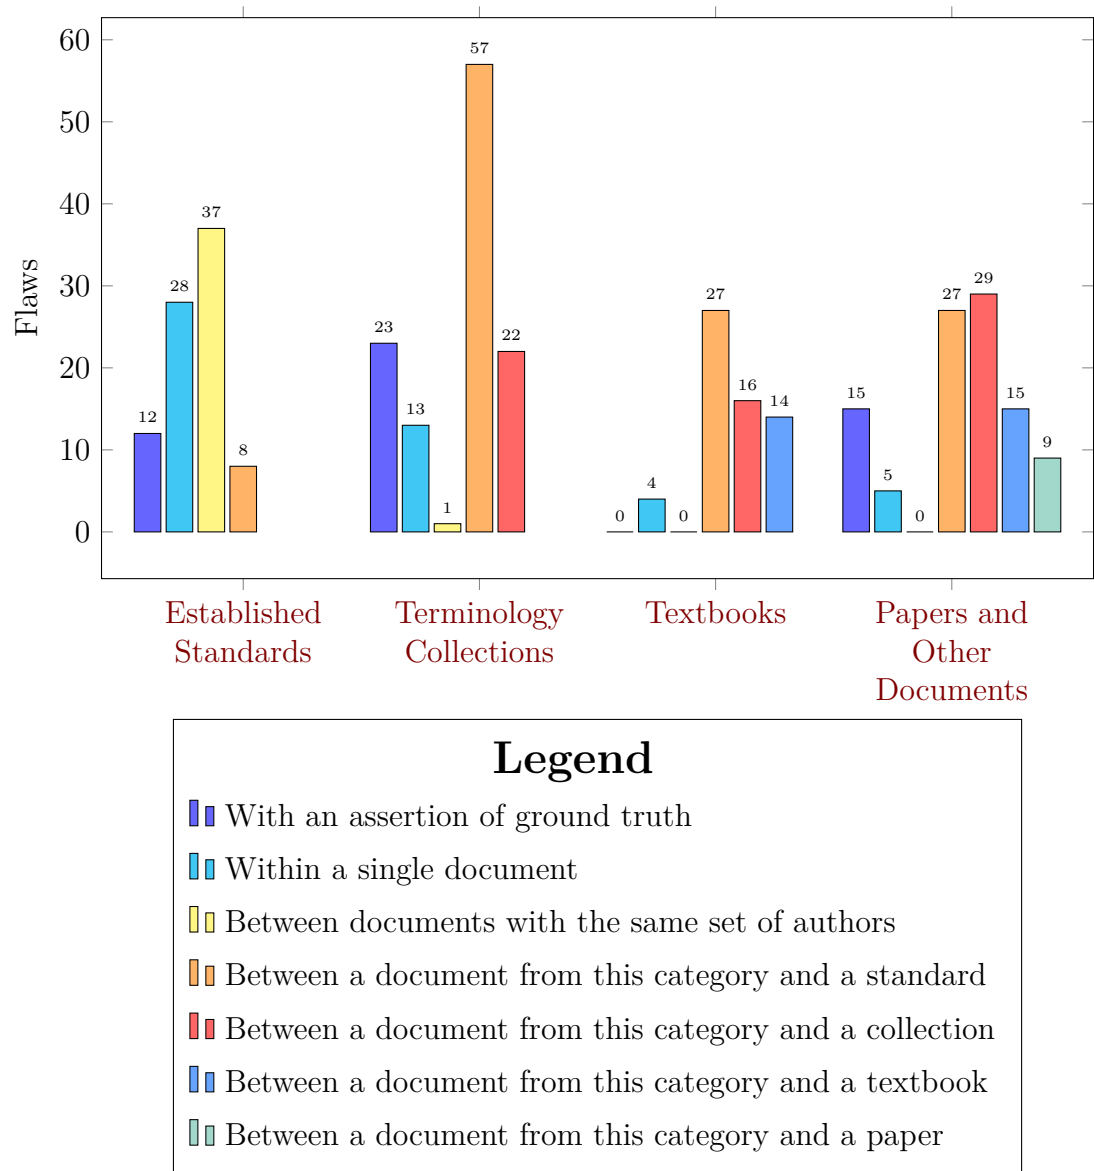 60
50
40
30
20
10
0
Flaws
12
28
37
8
23
13
1
57
22
0
4
0
27
16
14
15
5
0
27
29
15
9
Established
Standards
Terminology
Collections
Textbooks
Papers and
Other
Documents
Legend
With an assertion of ground truth
Within a single document
Between documents with the same set of authors
Between a document from this category and a standard
Between a document from this category and a collection
Between a document from this category and a textbook
Between a document from this category and a paper